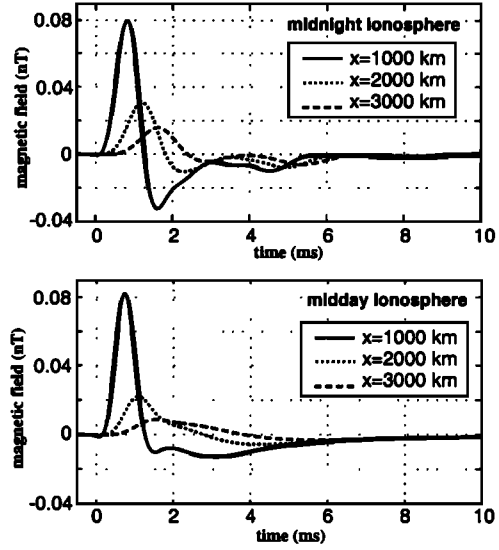 midnight ionosphere
x=1000 km
x=2000 km
x=3000 km
0.08
0.04
0
-0.04
magnetic field (nT)
0 2 4 6 8 10
time (ms)
midday ionosphere
x=1000 km
x=2000 km
x=3000 km
0.08
0.04
0
-0.04
magnetic field (nT)
0 2 4 6 8 10
time (ms)